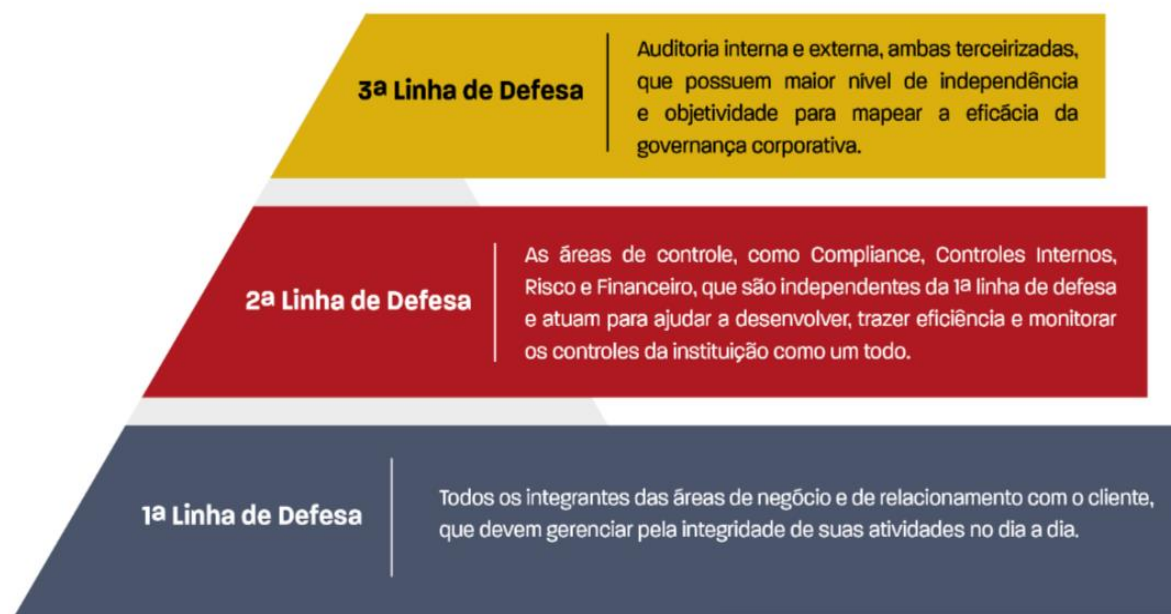 3ª Linha de Defesa
Auditoria interna e externa, ambas terceirizadas,
que possuem maior nível de independência
e objetividade para mapear a eficácia da
governança corporativa.
2ª Linha de Defesa
As áreas de controle, como Compliance, Controles Internos,
Risco e Financeiro, que são independentes da 1ª linha de defesa
e atuam para ajudar a desenvolver, trazer eficiência e monitorar
os controles da instituição como um todo.
1ª Linha de Defesa
Todos os integrantes das áreas de negócio e de relacionamento com o cliente,
que devem gerenciar pela integridade de suas atividades no dia a dia.